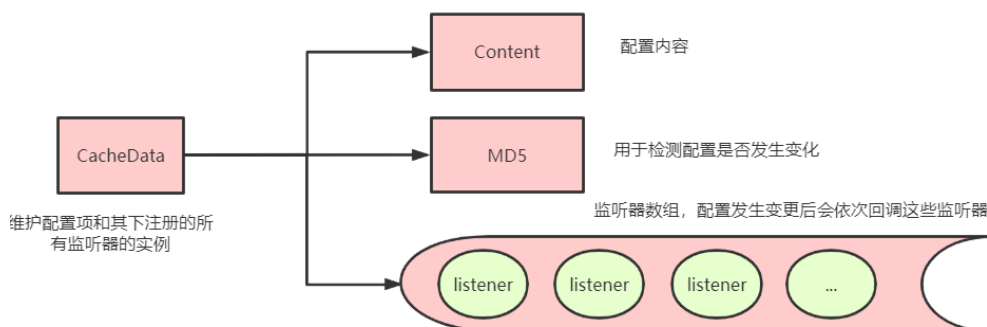 Content
配置内容
CacheData
MD5
用于检测配置是否发生变化
维护配置项和其下注册的所
有监听器的实例
监听器数组，配置发生变更后会依次回调这些监听器
listener
listener
listener
...